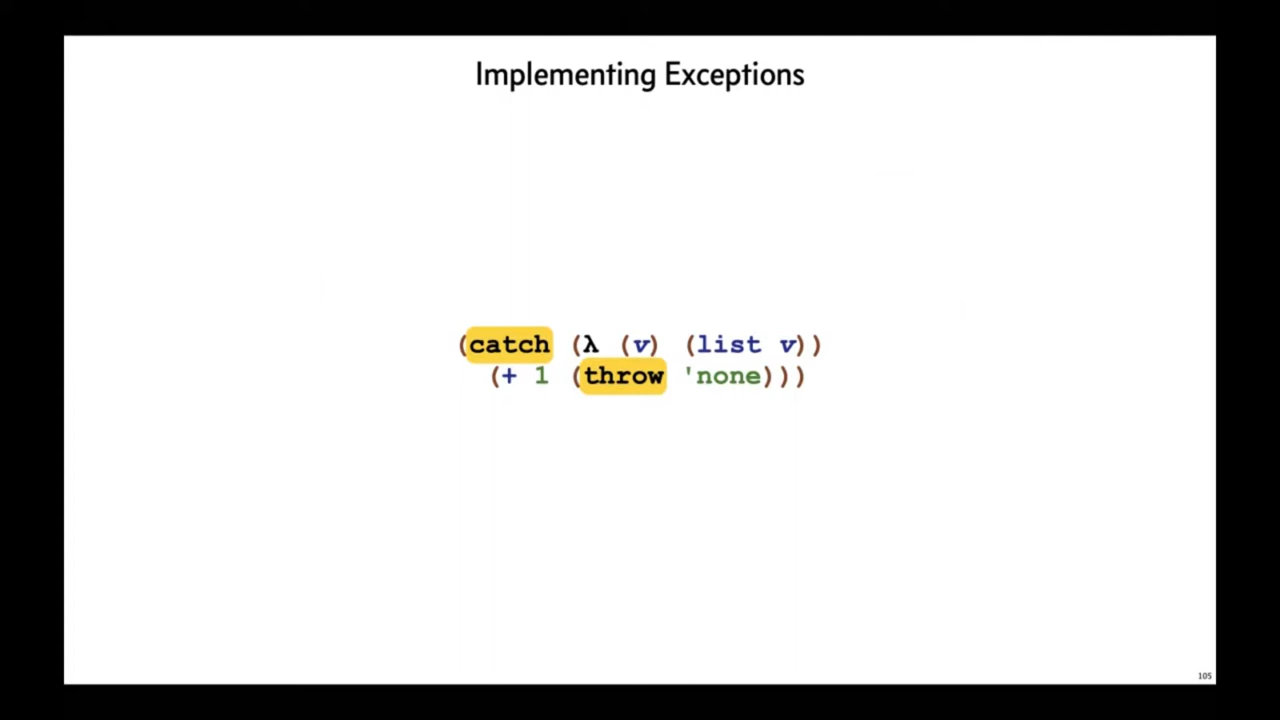 Implementing Exceptions
(catch (λ (v) (list v))
(+ 1 (throw 'none)))
105